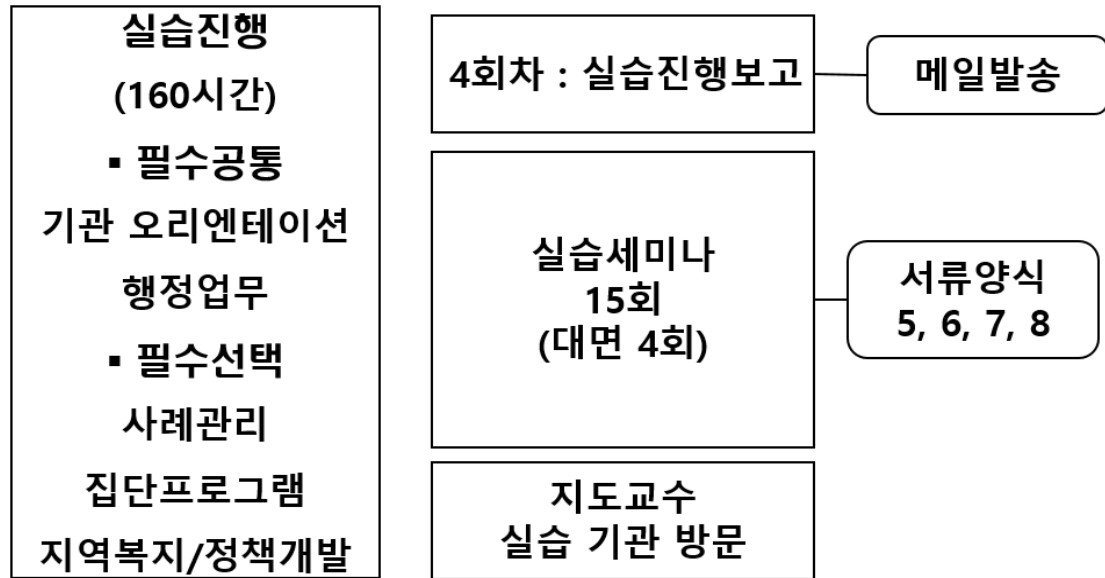 실습진행
(160시간)
▪ 필수공통
기관 오리엔테이션
행정업무
▪ 필수선택
사례관리
집단프로그램
지역복지/정책개발
4회차 : 실습진행보고
메일발송
실습세미나
15회
(대면 4회)
서류양식
5, 6, 7, 8
지도교수
실습 기관 방문